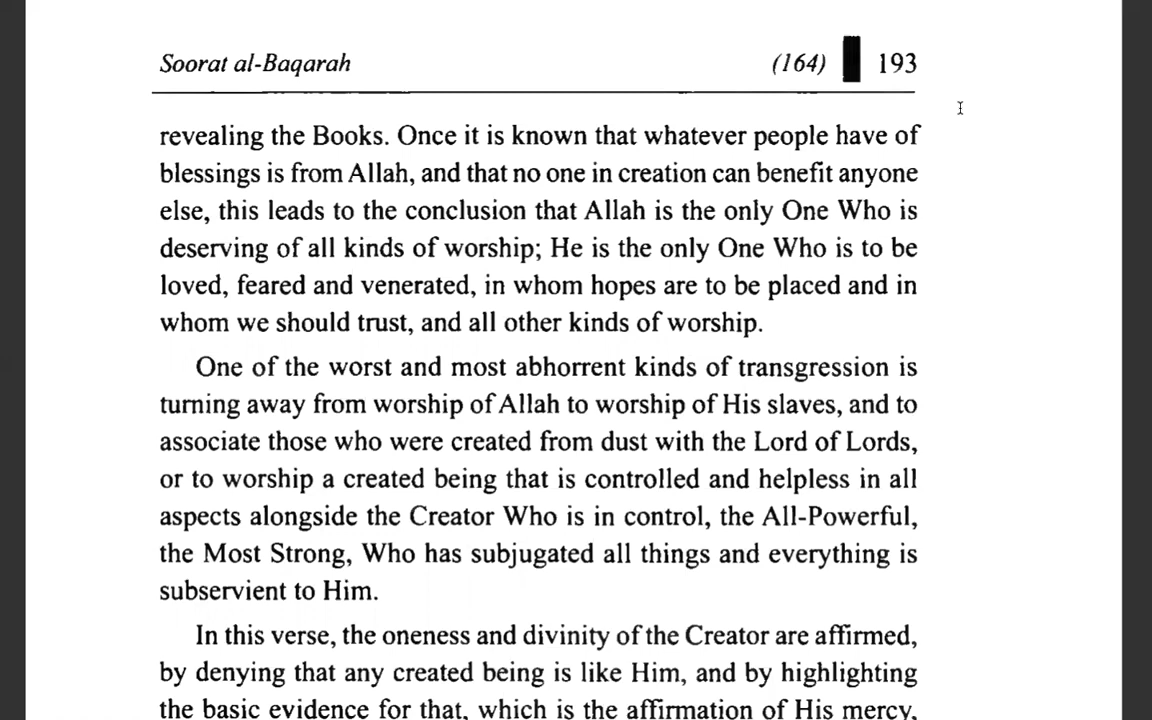 Soorat al-Baqarah (164) 193
revealing the Books. Once it is known that whatever people have of
blessings is from Allah, and that no one in creation can benefit anyone
else, this leads to the conclusion that Allah is the only One Who is
deserving of all kinds of worship; He is the only One Who is to be
loved, feared and venerated, in whom hopes are to be placed and in
whom we should trust, and all other kinds of worship.
One of the worst and most abhorrent kinds of transgression is
turning away from worship of Allah to worship of His slaves, and to
associate those who were created from dust with the Lord of Lords,
or to worship a created being that is controlled and helpless in all
aspects alongside the Creator Who is in control, the All-Powerful,
the Most Strong, Who has subjugated all things and everything is
subservient to Him.
In this verse, the oneness and divinity of the Creator are affirmed,
by denying that any created being is like Him, and by highlighting
the basic evidence for that, which is the affirmation of His mercy,